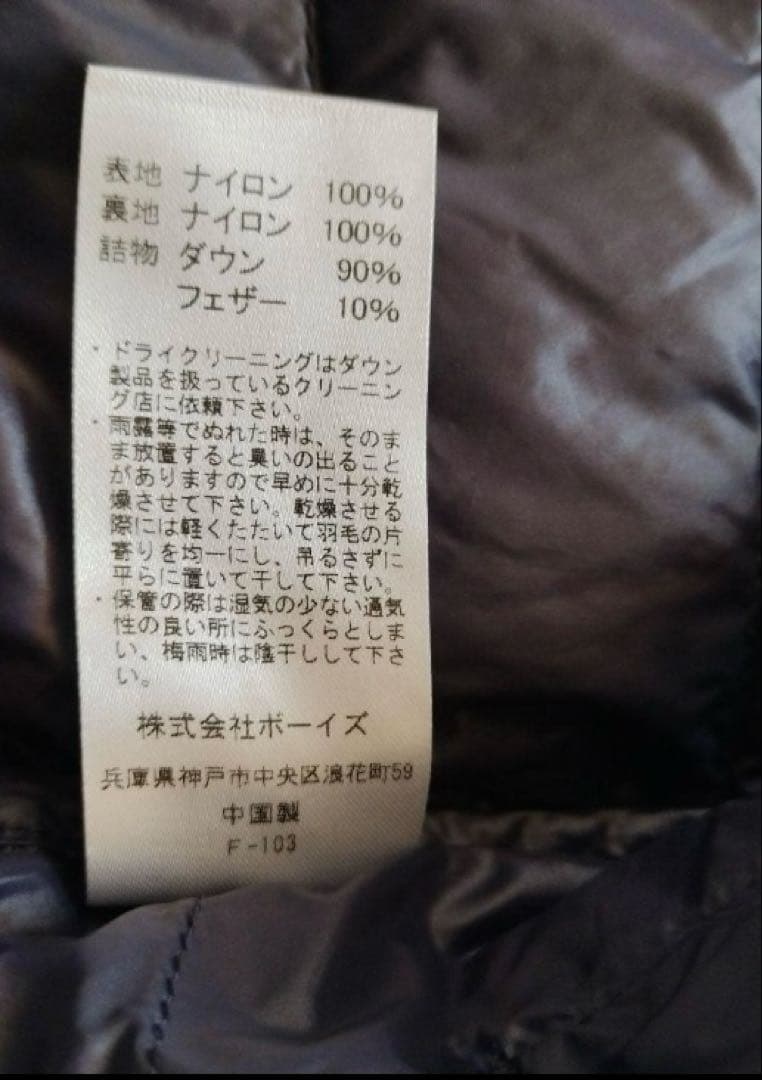 表地 ナイロン 100%
裏地 ナイロン 100%
詰物 ダウン 90%
フェザー 10%
・ドライクリーニングはダウン
製品を扱っているクリーニン
グ店に依頼下さい。
・雨露等でぬれた時は、そのま
ま放置すると臭いの出ること
がありますので早めに十分乾
燥させて下さい。乾燥させる
際には軽くたたいて羽毛の片
寄りを均一にし、吊るさずに
平らに置いて干して下さい。
・保管の際は湿気の少ない通気
性の良い所にふっくらとしま
い、梅雨時は陰干しして下さ
い。
株式会社ボーイズ
兵庫県神戸市中央区浪花町59
中国製
F-103